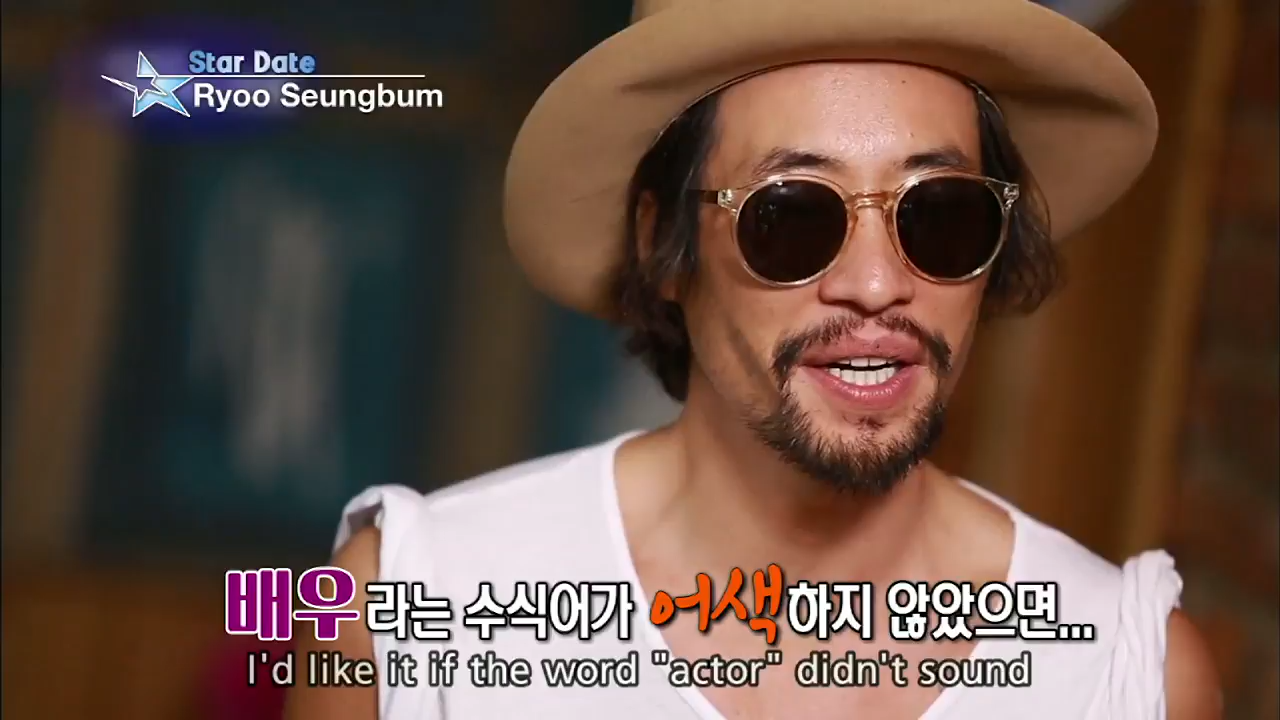 Star Date
Ryoo Seungbum
배우라는 수식어가 어색하지 않았으면...
I'd like it if the word "actor" didn't sound